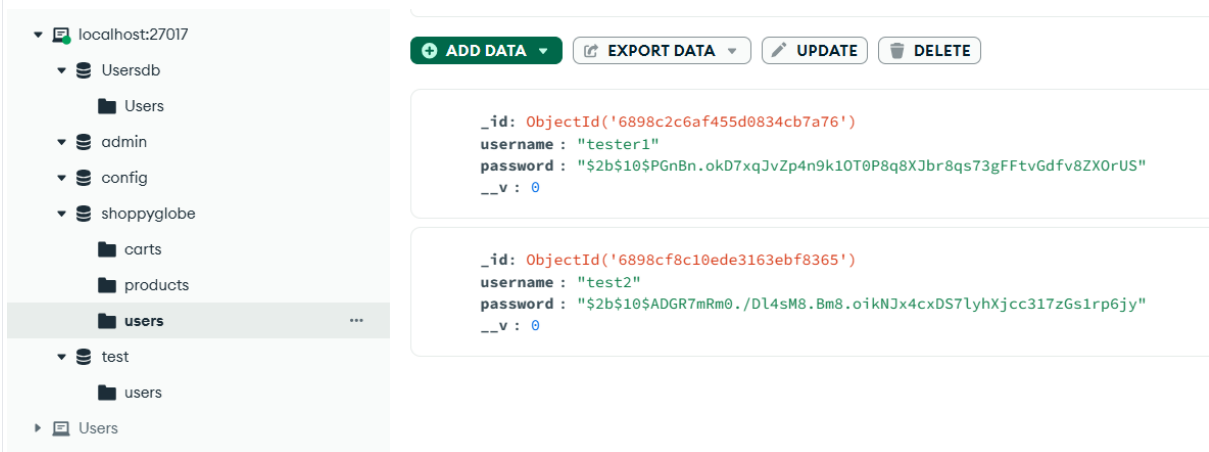 localhost:27017
Usersdb
Users
admin
config
shoppyglobe
carts
products
users
test
users
Users
ADD DATA
EXPORT DATA
UPDATE
DELETE
_id: ObjectId('6898c2c6af455d0834cb7a76')
username : "tester1"
password : "$2b$10$PGnBn.okD7xqJvZp4n9k1OT0P8q8XJbr8qs73gFFtvGdfv8ZXOrUS"
__v : 0
_id: ObjectId('6898cf8c10ede3163ebf8365')
username : "test2"
password : "$2b$10$ADGR7mRm0./Dl4sM8.Bm8.oikNJx4cxDS7lyhXjcc317zGs1rp6jy"
__v : 0